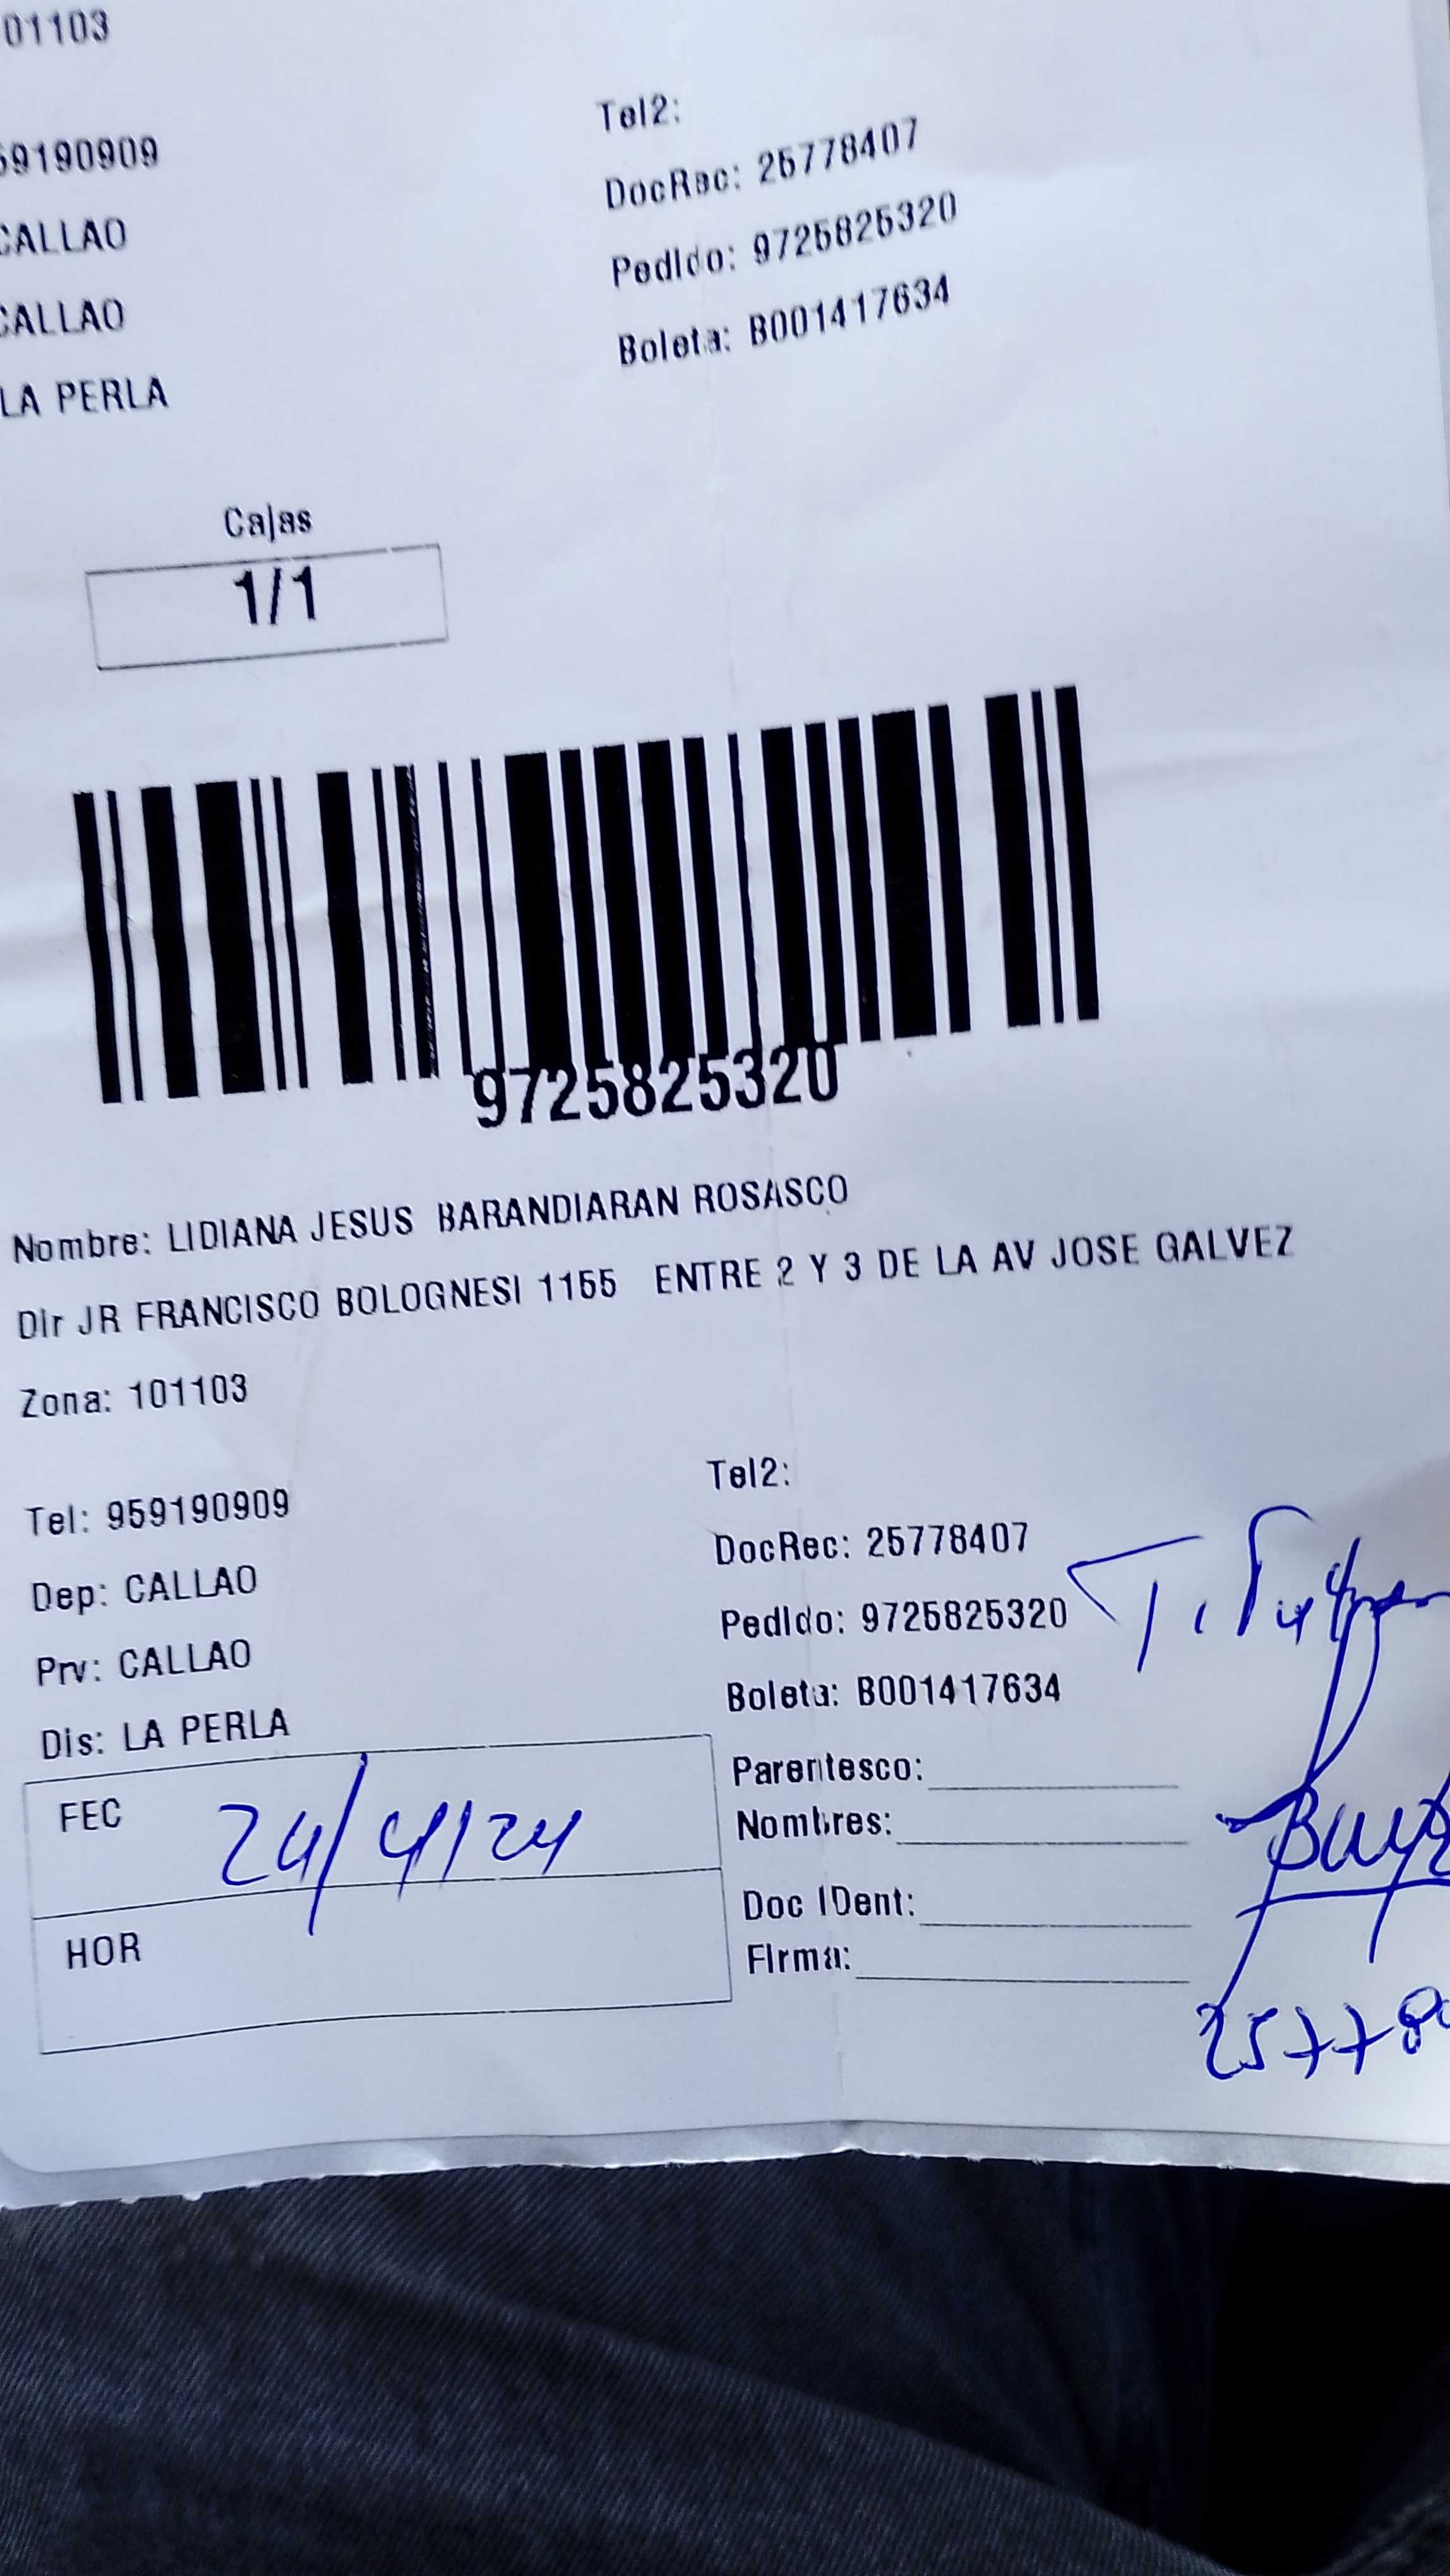 01103
59190909
CALLAO
CALLAO
LA PERLA
Tel2:
DocRec: 25778407
Pedido: 9725825320
Boleta: B001417634
Cajas
1/1
9725825320
Nombre: LIDIANA JESUS BARANDIARAN ROSASCO
Dir JR FRANCISCO BOLOGNESI 1155 ENTRE 2 Y 3 DE LA AV JOSE GALVEZ
Zona: 101103
Tel: 959190909
Dep: CALLAO
Prv: CALLAO
Dis: LA PERLA
Tel2:
DocRec: 25778407
Pedido: 9725825320
Boleta: B001417634
FEC 24/4/24
HOR
Parentesco:
Nombres:
Doc IDent:
Firma:
25778